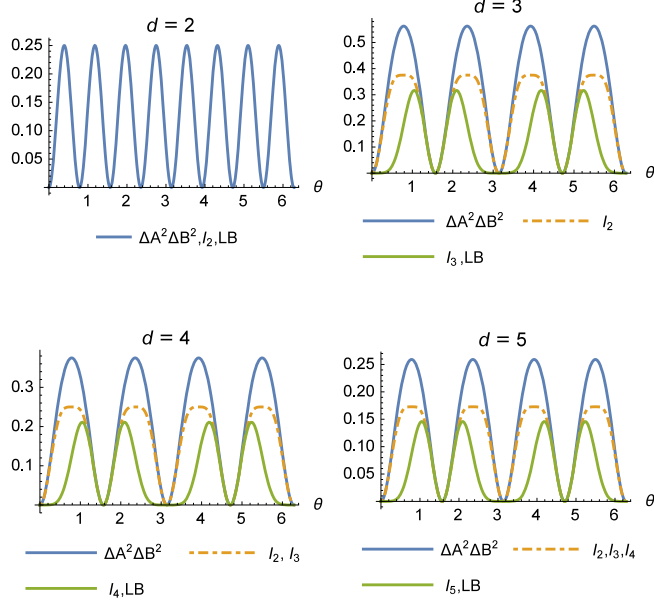 d = 2
0.25
0.20
0.15
0.10
0.05
1 2 3 4 5 6 θ
ΔA²ΔB²,I₂,LB
d = 3
0.5
0.4
0.3
0.2
0.1
1 2 3 4 5 6 θ
ΔA²ΔB² I₂
I₃,LB
d = 4
0.3
0.2
0.1
1 2 3 4 5 6 θ
ΔA²ΔB² I₂, I₃
I₄,LB
d = 5
0.25
0.20
0.15
0.10
0.05
1 2 3 4 5 6 θ
ΔA²ΔB² I₂,I₃,I₄
I₅,LB